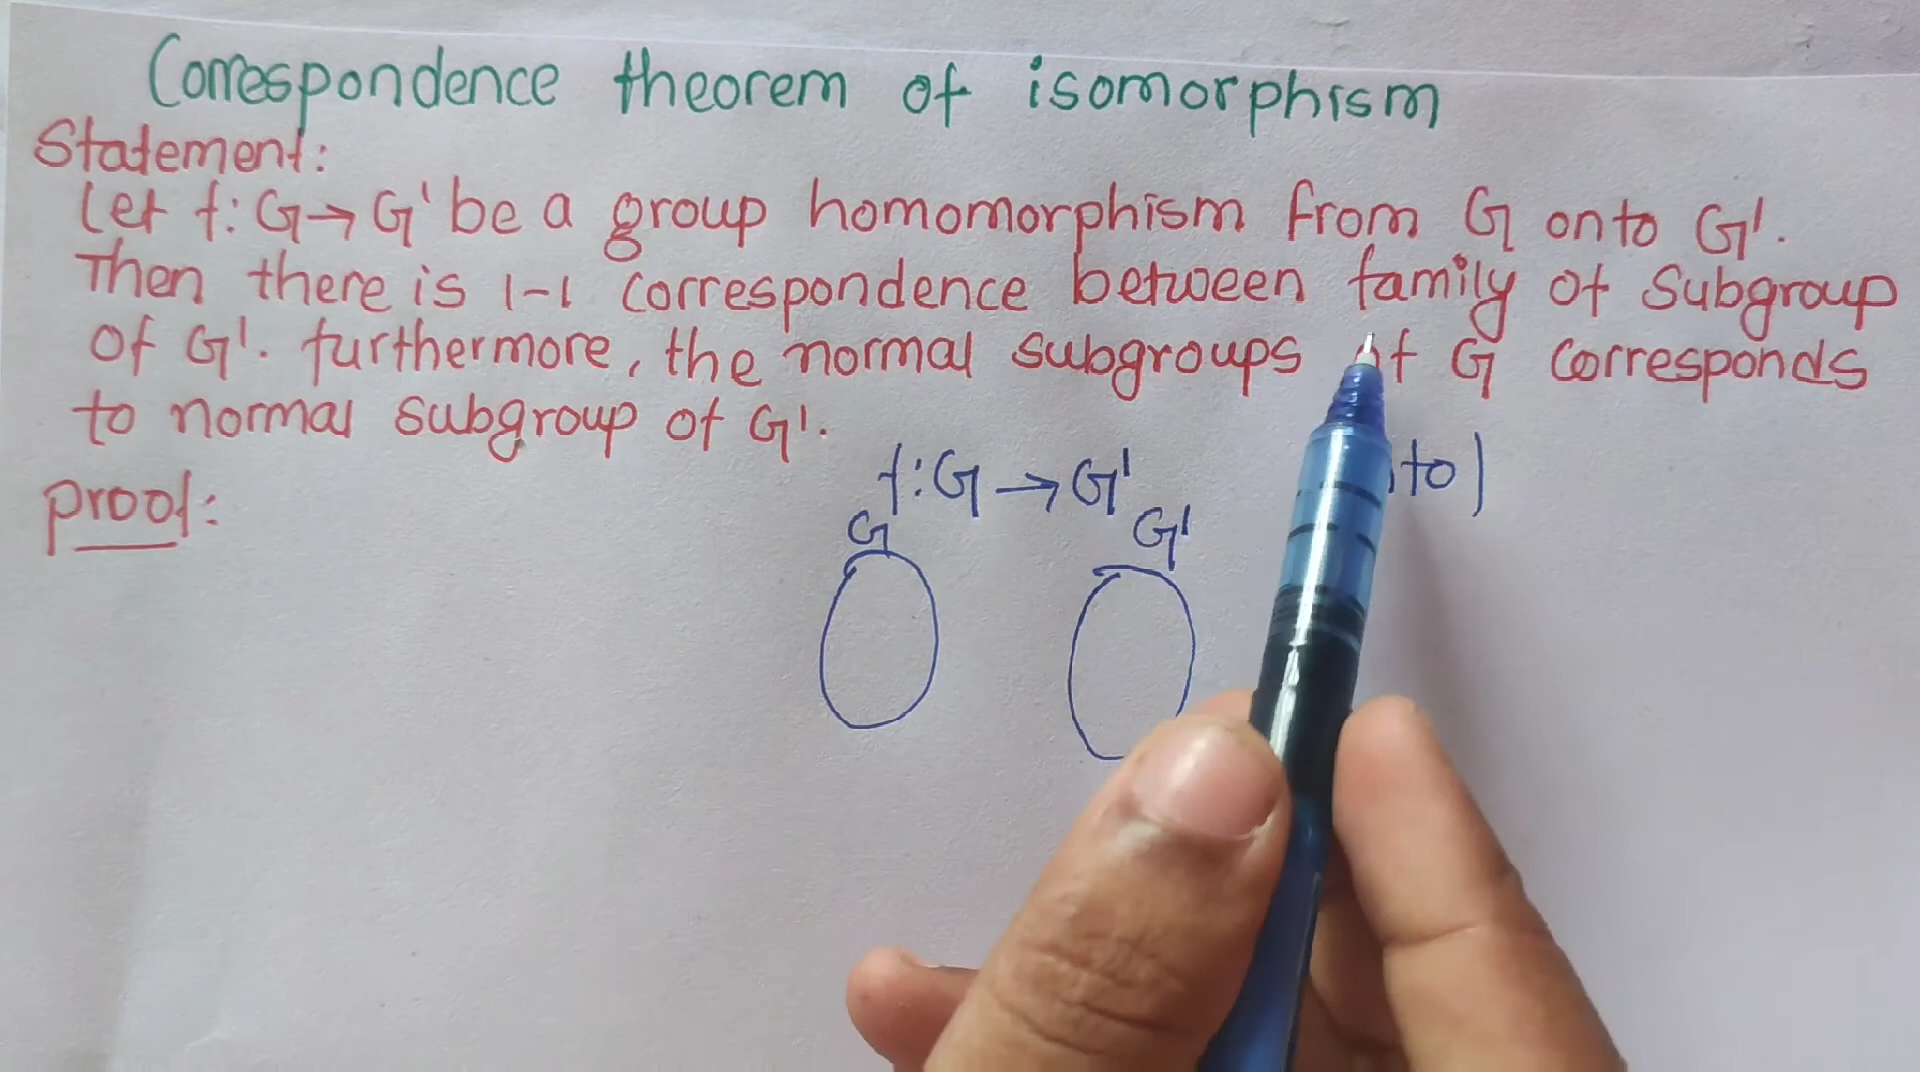 Correspondence theorem of isomorphism
Statement:
Let f: G → G' be a group homomorphism from G onto G'.
Then there is 1-1 correspondence between family of subgroup
of G'. furthermore, the normal subgroups of G corresponds
to normal subgroup of G'.
proof:
f: G → G' nto]
G G'